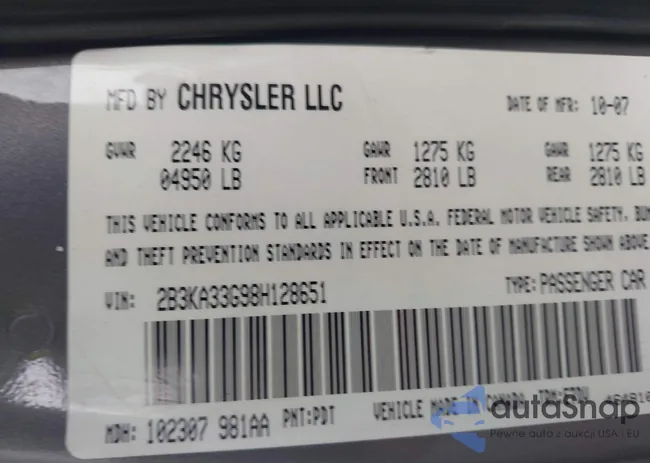 MFD BY CHRYSLER LLC DATE OF MFR: 10-07
GVWR 2246 KG GAWR 1275 KG GAWR 1275 KG
04950 LB FRONT 2810 LB REAR 2810 LB
THIS VEHICLE CONFORMS TO ALL APPLICABLE U.S.A. FEDERAL MOTOR VEHICLE SAFETY, BUM
AND THEFT PREVENTION STANDARDS IN EFFECT ON THE DATE OF MANUFACTURE SHOWN ABOVE
VIN: 2B3KA33G98H128651 TYPE: PASSENGER CAR
MDH: 102307 981AA PNT: PDT VEHICLE MADE IN CANADA
autoSnap
Pewne auta z aukcji USA i EU